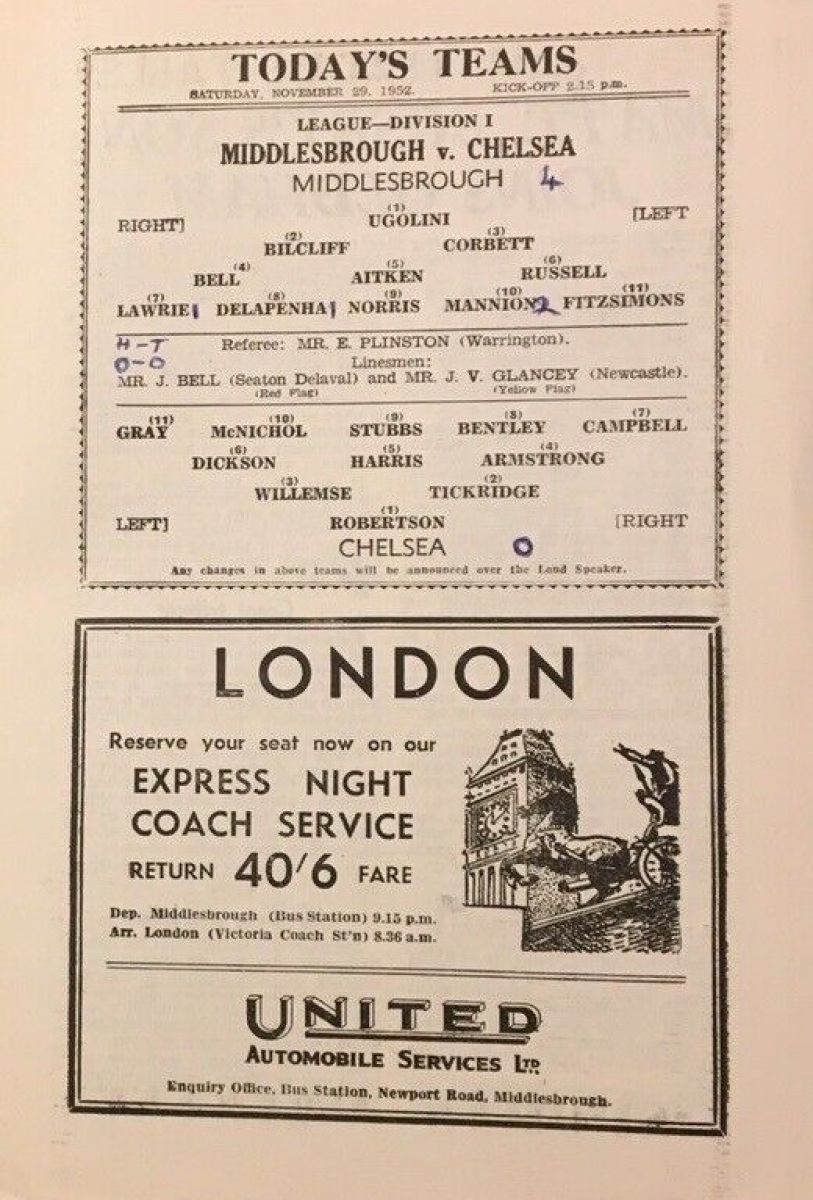 TODAY'S TEAMS
SATURDAY, NOVEMBER 29, 1952. KICK-OFF 2.15 p.m.
LEAGUE—DIVISION I
MIDDLESBROUGH v. CHELSEA
MIDDLESBROUGH 4
RIGHT] (1) UGOLINI [LEFT
(2) BILCLIFF (3) CORBETT
(4) BELL (5) AITKEN (6) RUSSELL
(7) LAWRIE 1 (8) DELAPENHA 1 (9) NORRIS (10) MANNION 2 (11) FITZSIMONS
H-T Referee: MR. E. PLINSTON (Warrington).
0-0 Linesmen:
MR. J. BELL (Seaton Delaval) and MR. J. V. GLANCEY (Newcastle).
(Red Flag) (Yellow Flag)
(11) GRAY (10) McNICHOL (9) STUBBS (8) BENTLEY (7) CAMPBELL
(6) DICKSON (5) HARRIS (4) ARMSTRONG
(3) WILLEMSE (2) TICKRIDGE
LEFT] (1) ROBERTSON [RIGHT
CHELSEA 0
Any changes in above teams will be announced over the Loud Speaker.
LONDON
Reserve your seat now on our
EXPRESS NIGHT
COACH SERVICE
RETURN 40/6 FARE
Dep. Middlesbrough (Bus Station) 9.15 p.m.
Arr. London (Victoria Coach St'n) 8.36 a.m.
UNITED
AUTOMOBILE SERVICES LTD.
Enquiry Office, Bus Station, Newport Road, Middlesbrough.